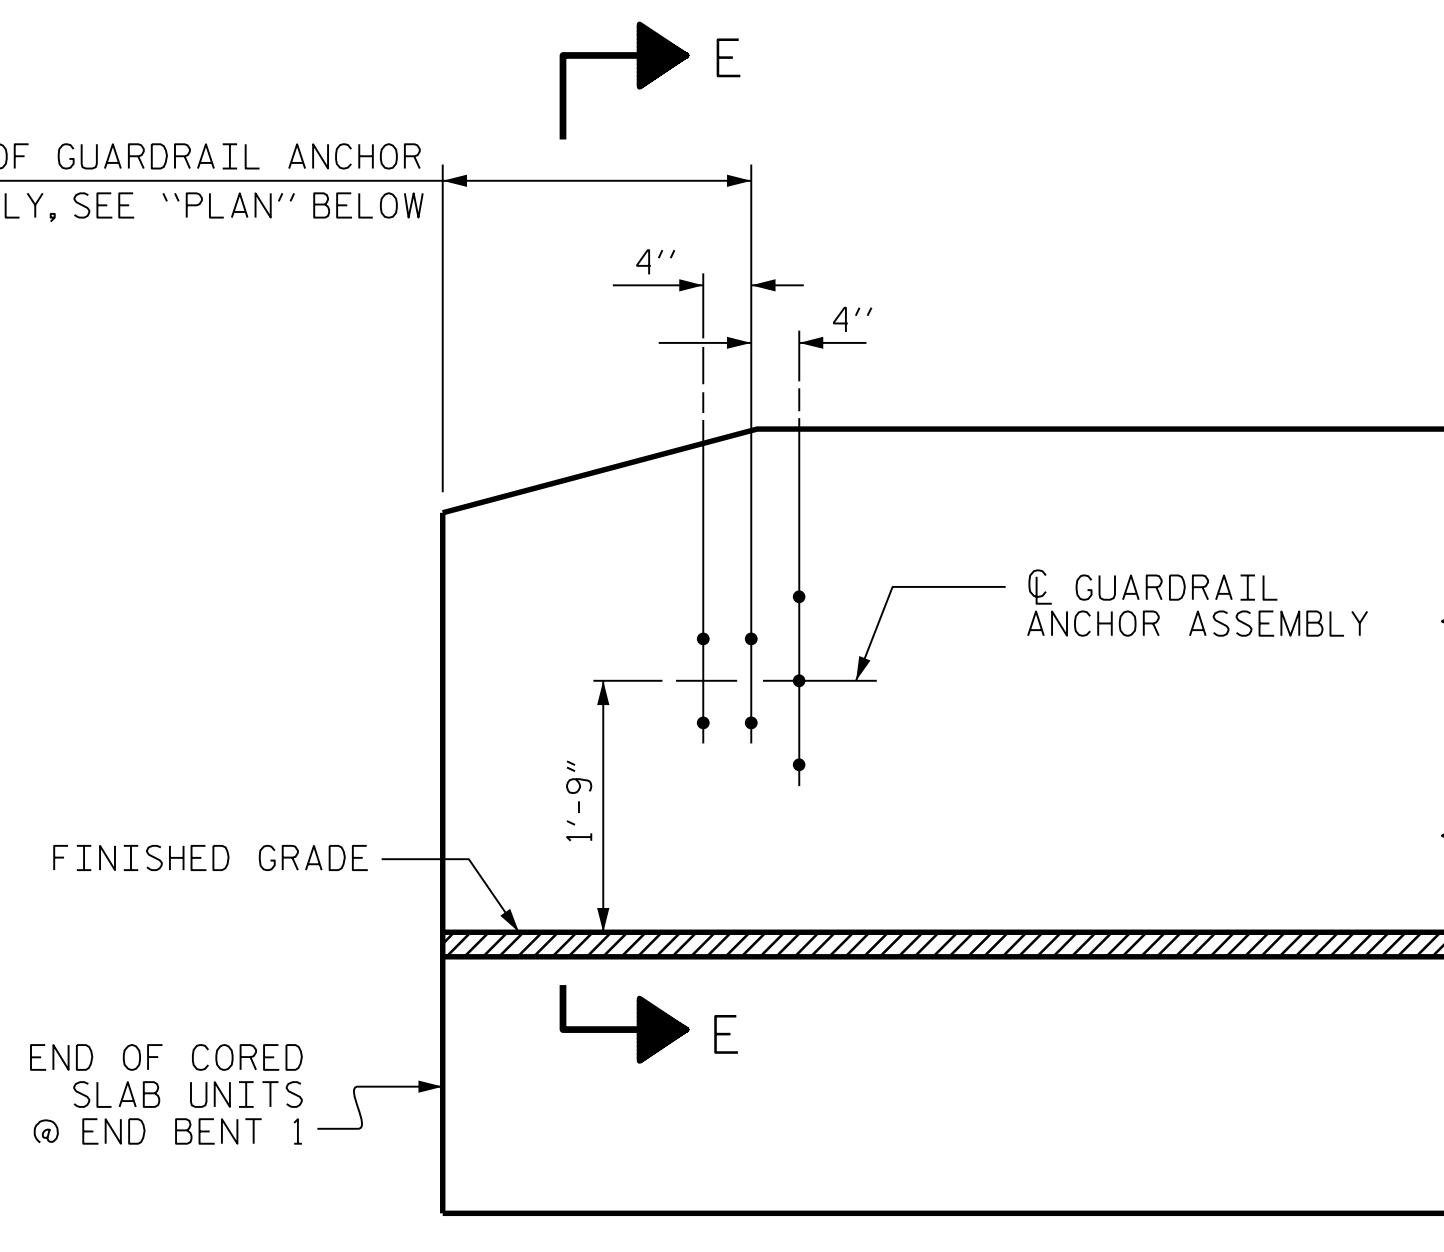 E
OF GUARDRAIL ANCHOR
LY, SEE "PLAN" BELOW
4"
4"
℄ GUARDRAIL
ANCHOR ASSEMBLY
1'-9"
FINISHED GRADE
E
END OF CORED
SLAB UNITS
@ END BENT 1